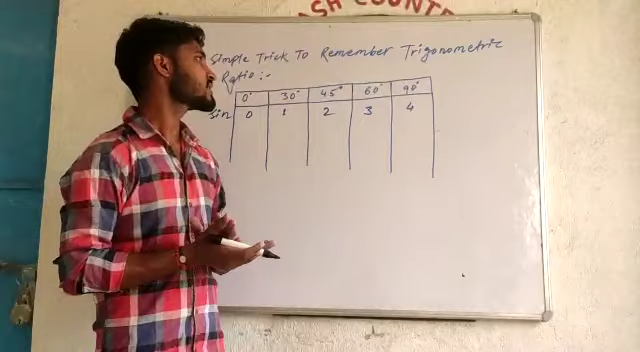 SH COUNT
Simple Trick To Remember Trigonometric
Ratio :-
0° 30° 45° 60° 90°
sin 0 1 2 3 4